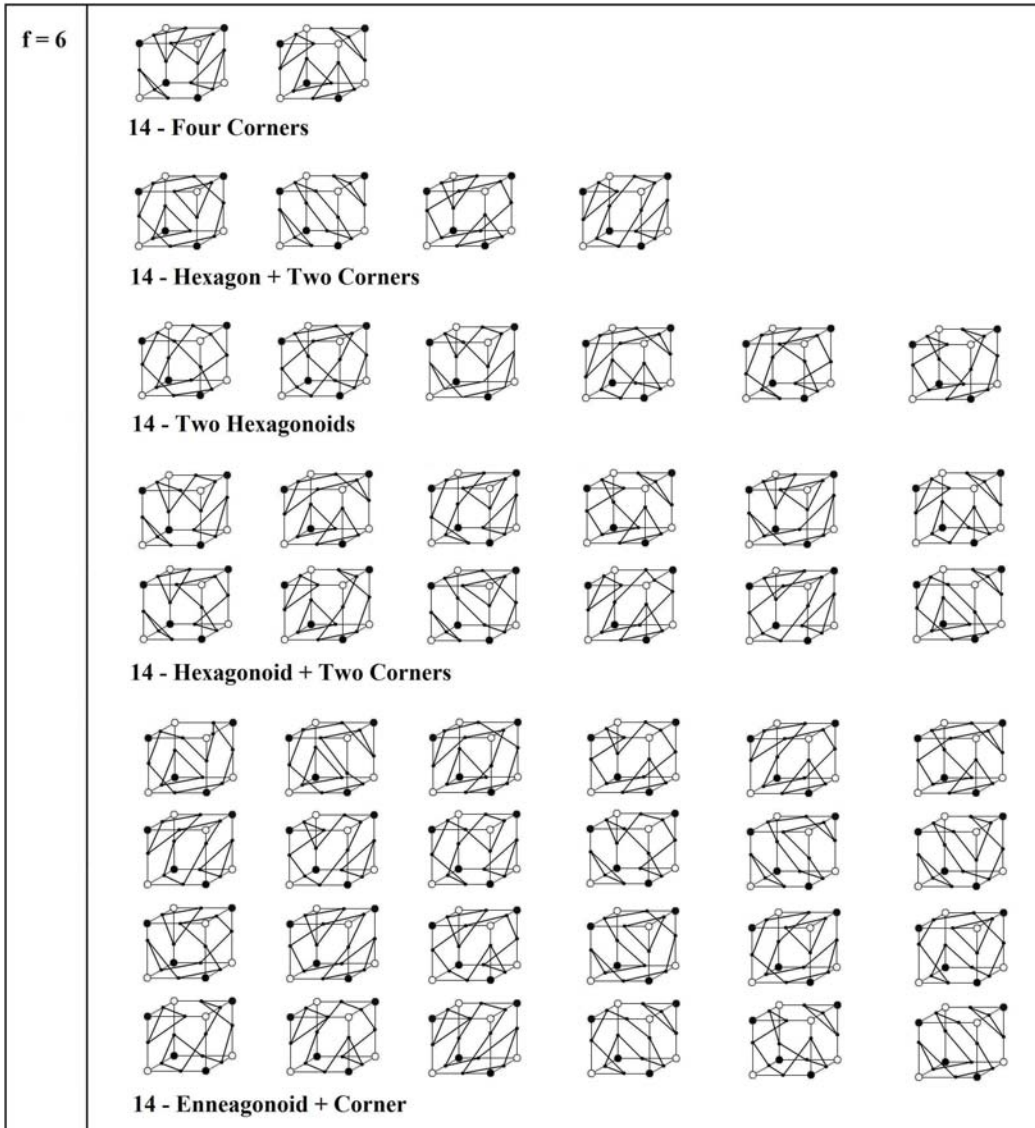 f = 6
14 - Four Corners
14 - Hexagon + Two Corners
14 - Two Hexagonoids
14 - Hexagonoid + Two Corners
14 - Enneagonoid + Corner